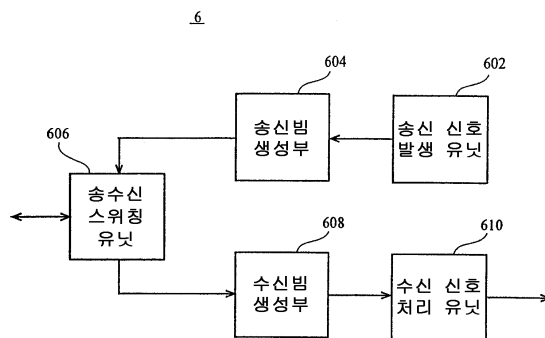 6
604
602
송신빔
생성부
송신 신호
발생 유닛
606
송수신
스위칭
유닛
608
610
수신빔
생성부
수신 신호
처리 유닛